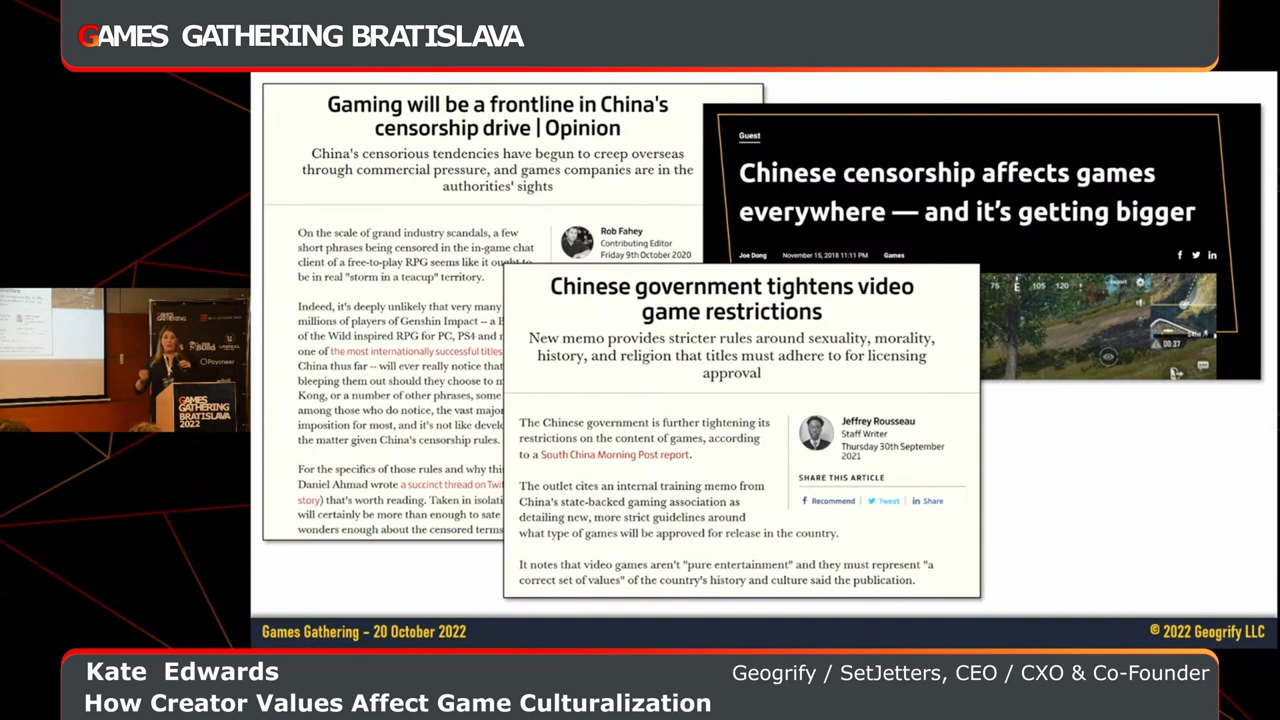 GAMES GATHERING BRATISLAVA
Gaming will be a frontline in China's
censorship drive | Opinion
China's censorious tendencies have begun to creep overseas
through commercial pressure, and games companies are in the
authorities' sights
On the scale of grand industry scandals, a few
short phrases being censored in the in-game chat
client of a free-to-play RPG seems like it ought to
be in real "storm in a teacup" territory.
Rob Fahey
Contributing Editor
Friday 9th October 2020
Indeed, it's deeply unlikely that very many
millions of players of Genshin Impact -- a
of the Wild inspired RPG for PC, PS4 and
one of the most internationally successful titles
China thus far -- will ever really notice that
bleeping them out should they choose to
Kong, or a number of other phrases, some
among those who do notice, the vast
imposition for most, and it's not like
the matter given China's censorship rules.
For the specifics of those rules and why
Daniel Ahmad wrote a succinct thread on
story) that's worth reading. Taken in
will certainly be more than enough to sate
wonders enough about the censored terms
Guest
Chinese censorship affects games
everywhere — and it's getting bigger
Joe Dong November 15, 2018 11:11 PM Games
75 E 105 120
00:37
Chinese government tightens video
game restrictions
New memo provides stricter rules around sexuality, morality,
history, and religion that titles must adhere to for licensing
approval
The Chinese government is further tightening its
restrictions on the content of games, according
to a South China Morning Post report.
Jeffrey Rousseau
Staff Writer
Thursday 30th September
2021
SHARE THIS ARTICLE
Recommend Tweet Share
The outlet cites an internal training memo from
China's state-backed gaming association as
detailing new, more strict guidelines around
what type of games will be approved for release in the country.
It notes that video games aren't "pure entertainment" and they must represent "a
correct set of values" of the country's history and culture said the publication.
GAMES
GATHERING
Payoneer
GAMES
GATHERING
BRATISLAVA
2022
Games Gathering - 20 October 2022
© 2022 Geogrify LLC
Kate Edwards
Geogrify / SetJetters, CEO / CXO & Co-Founder
How Creator Values Affect Game Culturalization